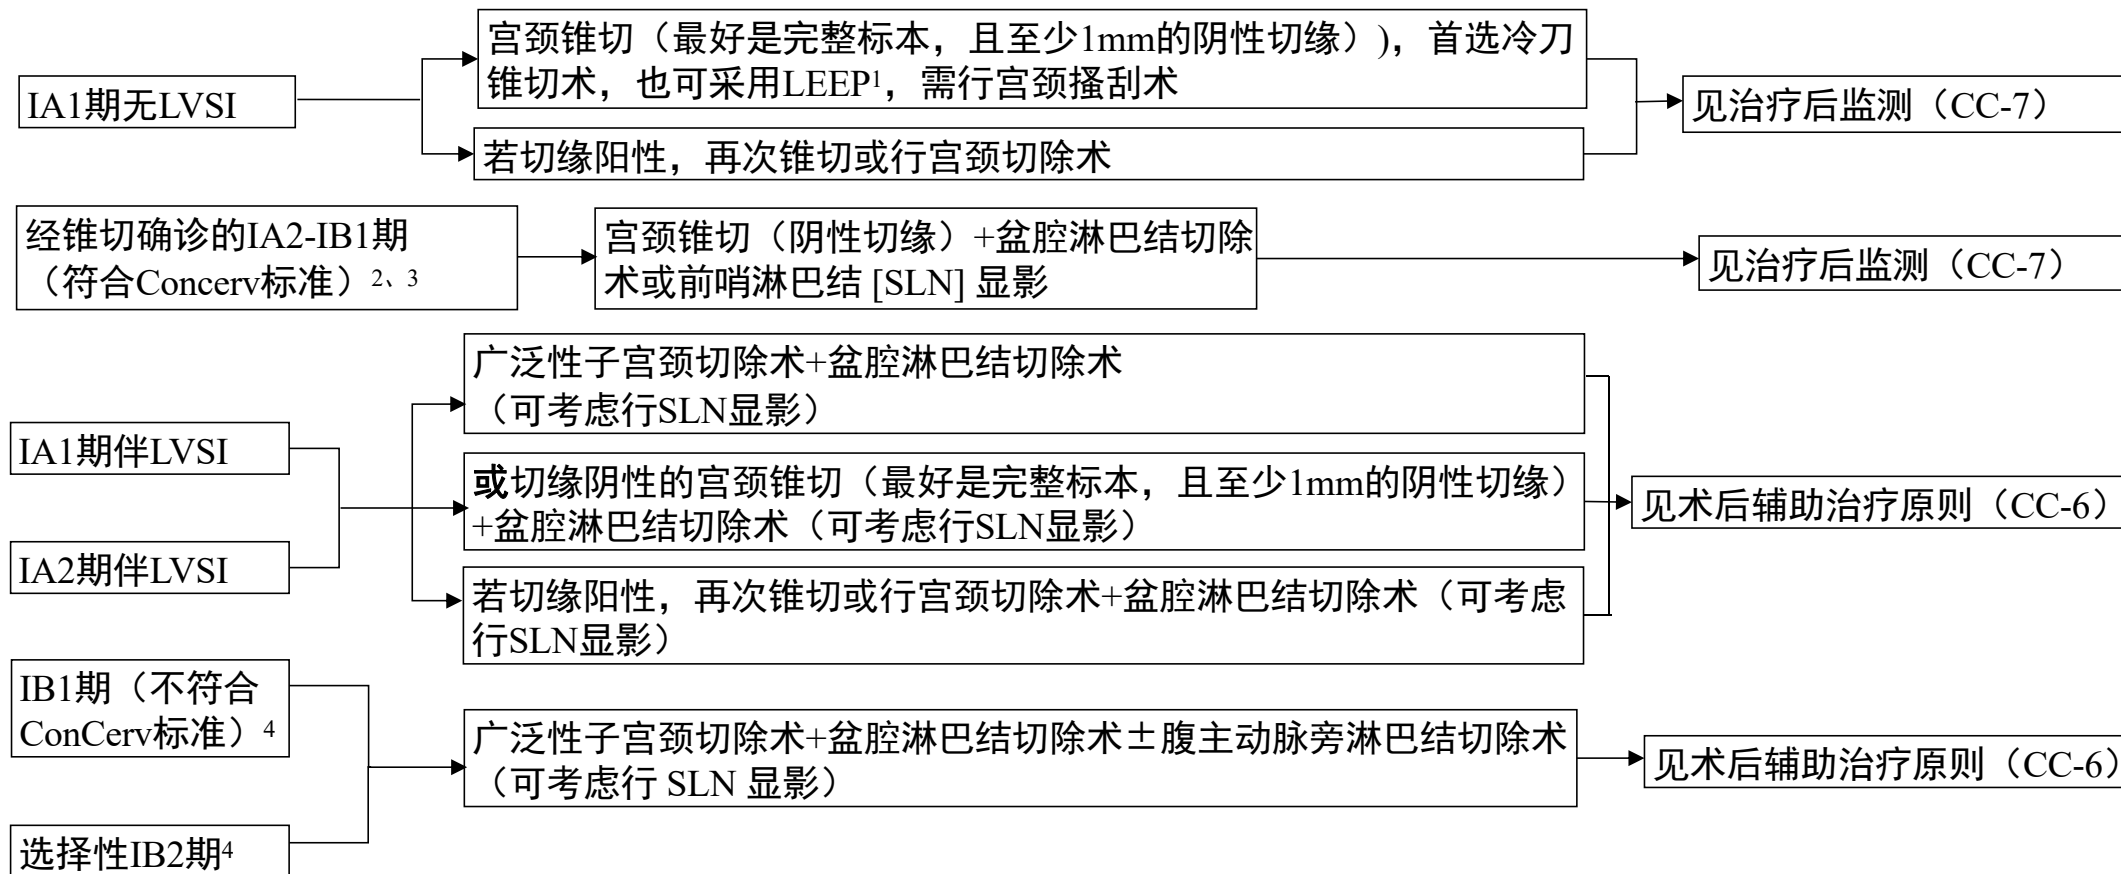 IA1期无LVSI
宫颈锥切（最好是完整标本，且至少1mm的阴性切缘）)，首选冷刀
锥切术，也可采用LEEP¹，需行宫颈搔刮术
若切缘阳性，再次锥切或行宫颈切除术
见治疗后监测（CC-7）
经锥切确诊的IA2-IB1期
（符合Concerv标准）²、³
宫颈锥切（阴性切缘）+盆腔淋巴结切除
术或前哨淋巴结 [SLN] 显影
见治疗后监测（CC-7）
IA1期伴LVSI
IA2期伴LVSI
广泛性子宫颈切除术+盆腔淋巴结切除术
（可考虑行SLN显影）
或切缘阴性的宫颈锥切（最好是完整标本，且至少1mm的阴性切缘）
+盆腔淋巴结切除术（可考虑行SLN显影）
若切缘阳性，再次锥切或行宫颈切除术+盆腔淋巴结切除术（可考虑
行SLN显影）
见术后辅助治疗原则（CC-6）
IB1期（不符合
ConCerv标准）⁴
选择性IB2期⁴
广泛性子宫颈切除术+盆腔淋巴结切除术±腹主动脉旁淋巴结切除术
（可考虑行 SLN 显影）
见术后辅助治疗原则（CC-6）